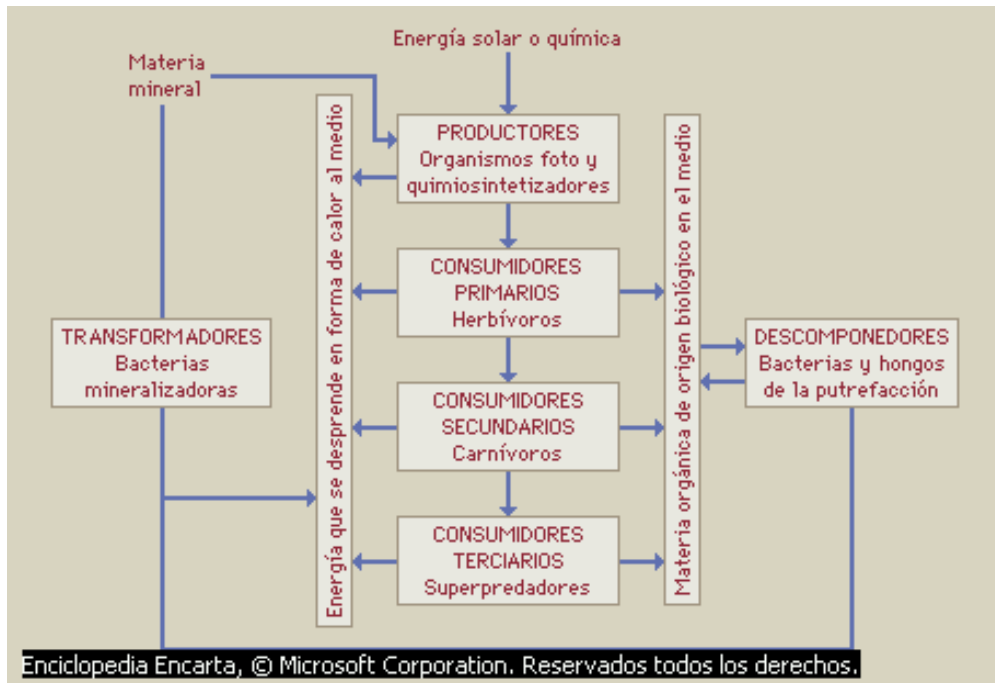 Energía solar o química
Materia
mineral
PRODUCTORES
Organismos foto y
quimiosintetizadores
CONSUMIDORES
PRIMARIOS
Herbívoros
CONSUMIDORES
SECUNDARIOS
Carnívoros
CONSUMIDORES
TERCIARIOS
Superpredadores
TRANSFORMADORES
Bacterias
mineralizadoras
Energía que se desprende en forma de calor al medio
Materia orgánica de origen biológico en el medio
DESCOMPONEDORES
Bacterias y hongos
de la putrefacción
Enciclopedia Encarta, © Microsoft Corporation. Reservados todos los derechos.